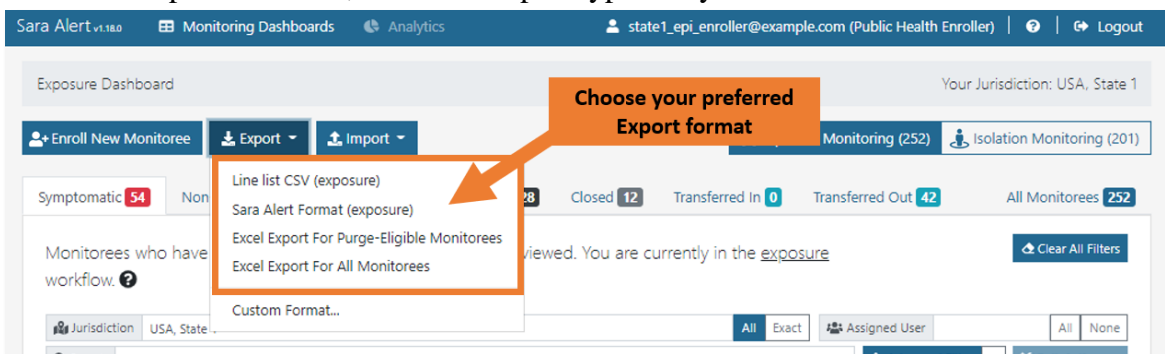 Sara Alert v1.18.0 Monitoring Dashboards Analytics state1_epi_enroller@example.com (Public Health Enroller) Logout
Exposure Dashboard Your Jurisdiction: USA, State 1
Choose your preferred
Export format
Enroll New Monitoree Export Import Monitoring (252) Isolation Monitoring (201)
Line list CSV (exposure)
Symptomatic 54 Non 28 Closed 12 Transferred In 0 Transferred Out 42 All Monitorees 252
Sara Alert Format (exposure)
Excel Export For Purge-Eligible Monitorees
Monitorees who have viewed. You are currently in the exposure Clear All Filters
Excel Export For All Monitorees
workflow.
Custom Format...
Jurisdiction USA, State All Exact Assigned User All None